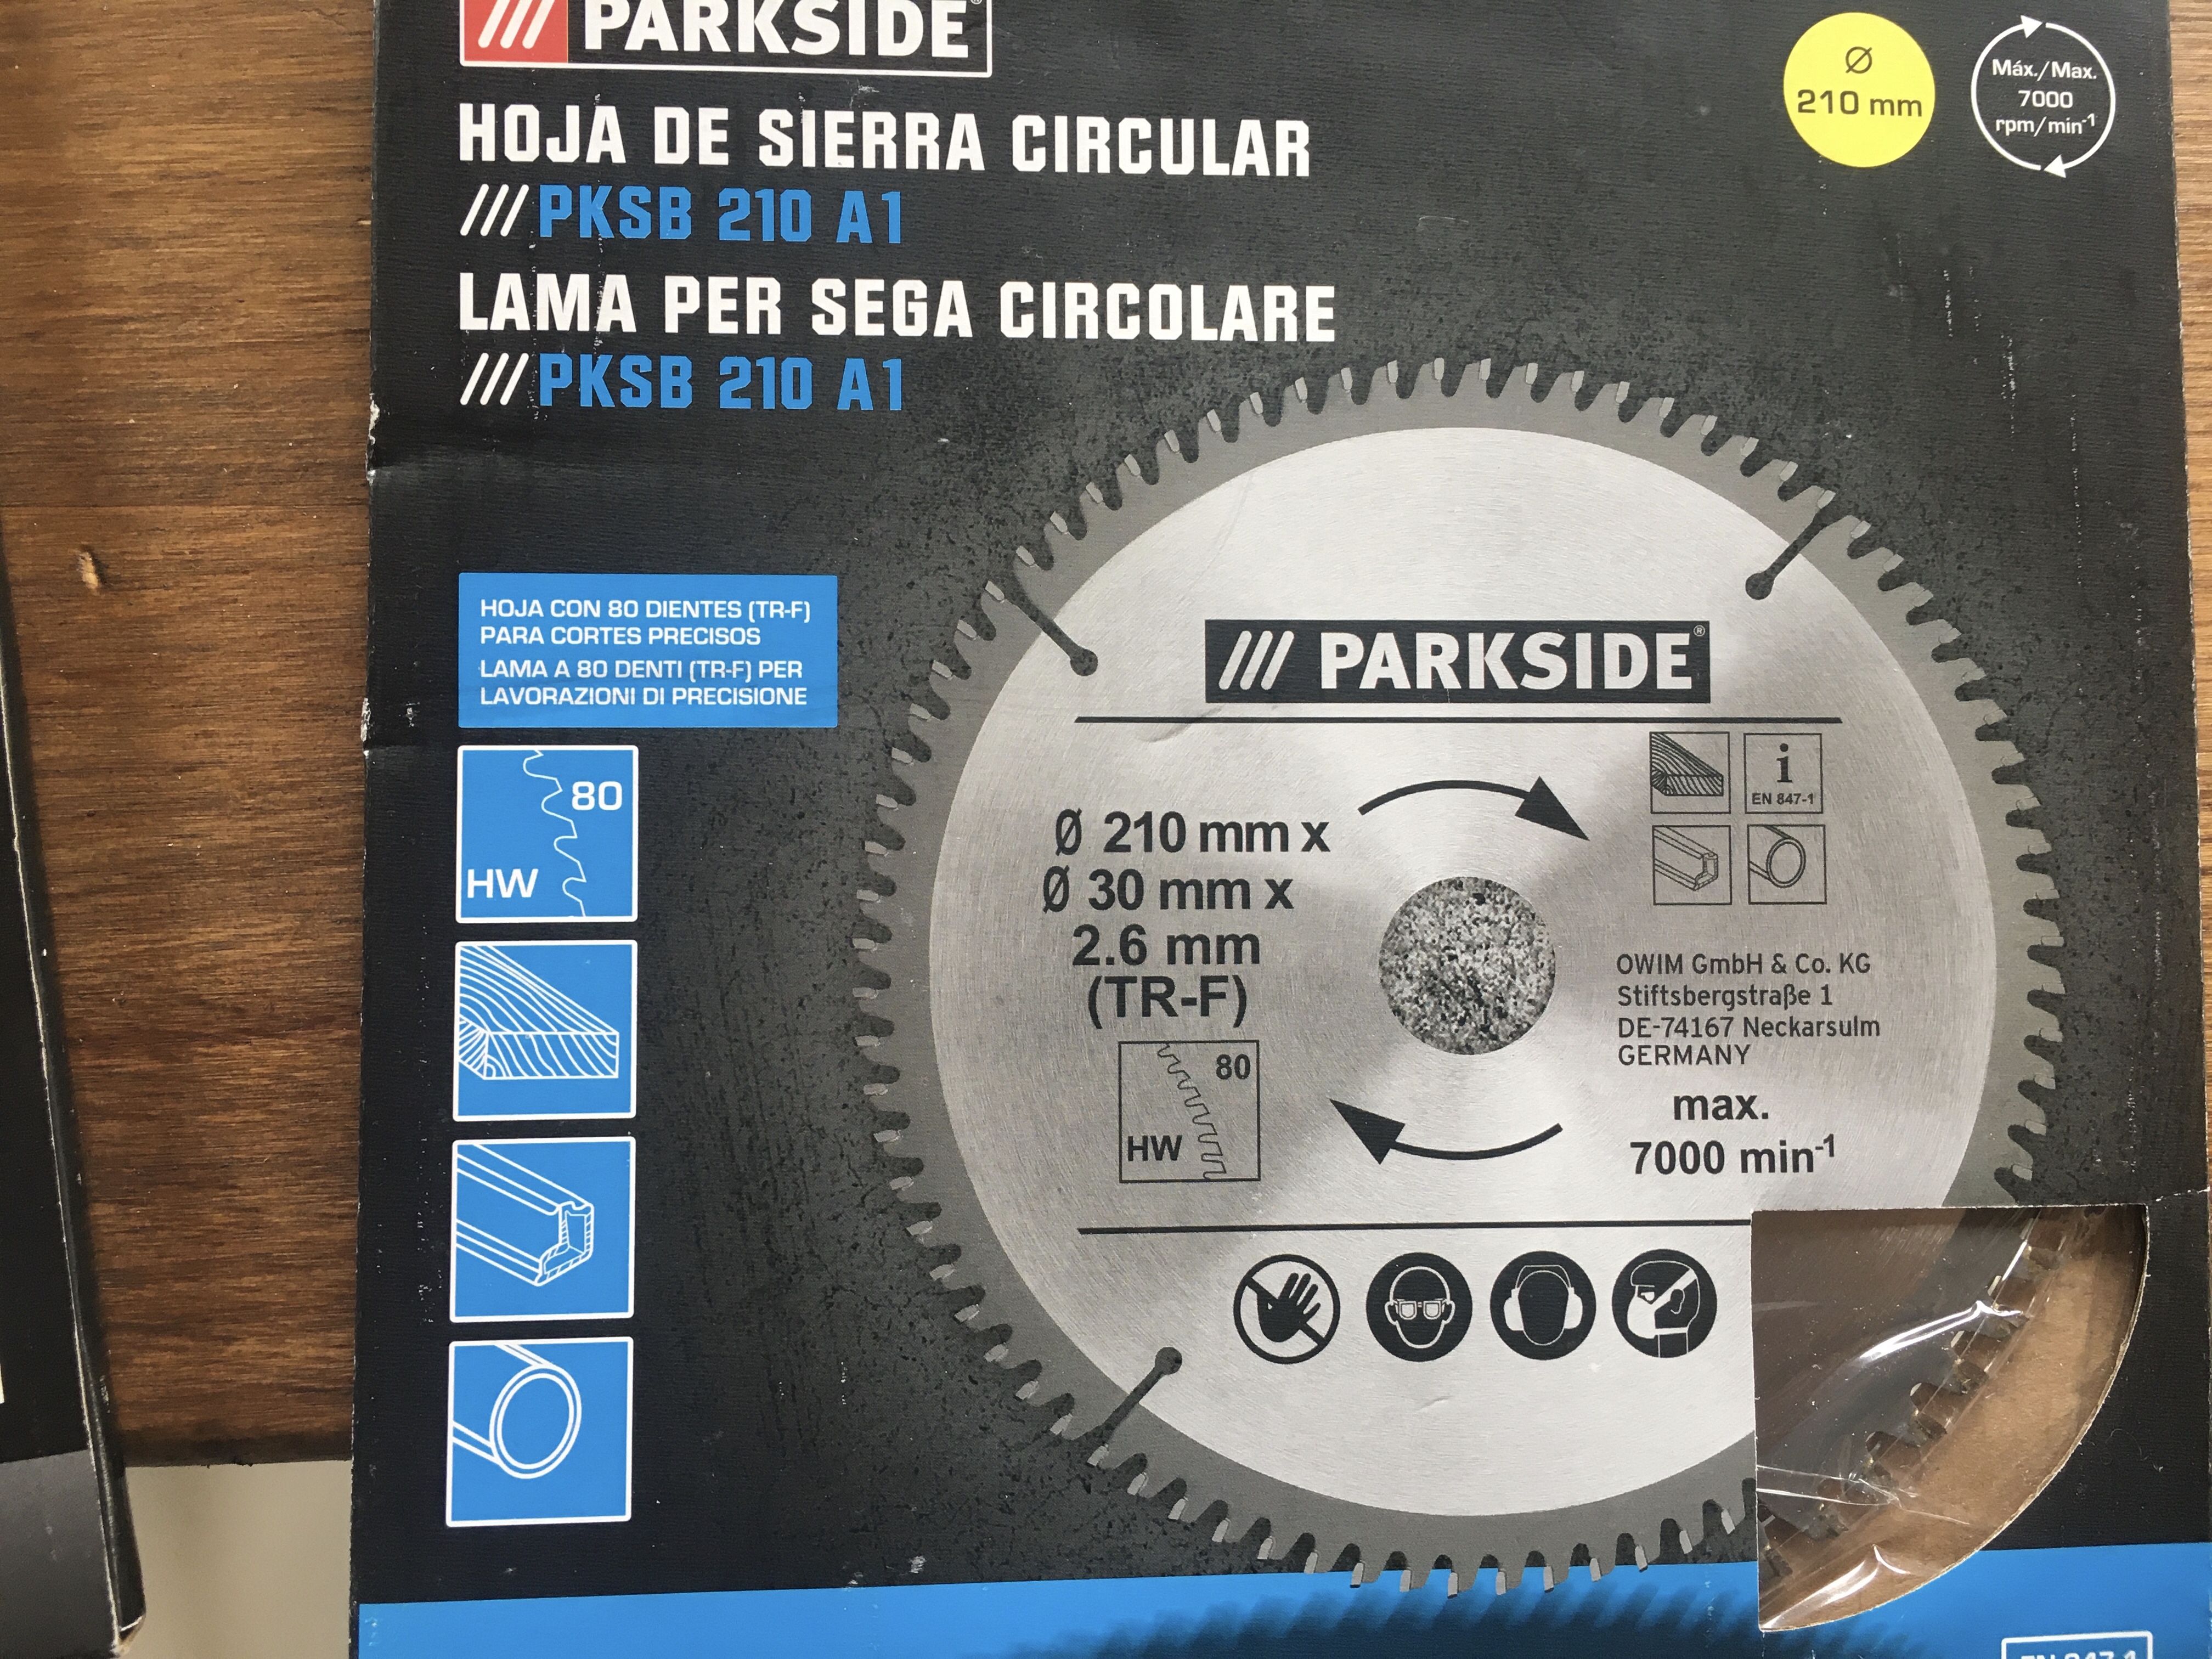 /// PARKSIDE®
HOJA DE SIERRA CIRCULAR
/// PKSB 210 A1
LAMA PER SEGA CIRCOLARE
/// PKSB 210 A1
Ø
210 mm
Máx./Max.
7000
rpm/min-1
HOJA CON 80 DIENTES (TR-F)
PARA CORTES PRECISOS
LAMA A 80 DENTI (TR-F) PER
LAVORAZIONI DI PRECISIONE
80
HW
/// PARKSIDE®
i
EN 847-1
Ø 210 mm x
Ø 30 mm x
2.6 mm
(TR-F)
80
HW
OWIM GmbH & Co. KG
Stiftsbergstraße 1
DE-74167 Neckarsulm
GERMANY
max.
7000 min-1
EN 847-1